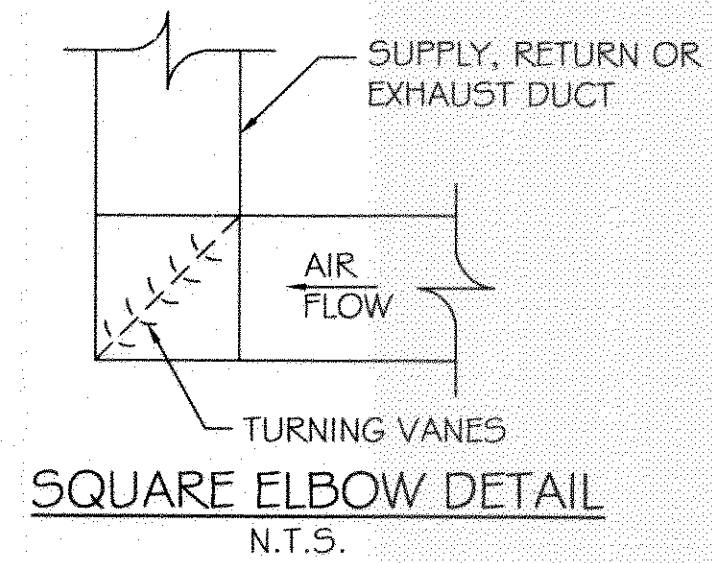 SUPPLY, RETURN OR
EXHAUST DUCT
AIR
FLOW
TURNING VANES
SQUARE ELBOW DETAIL
N.T.S.